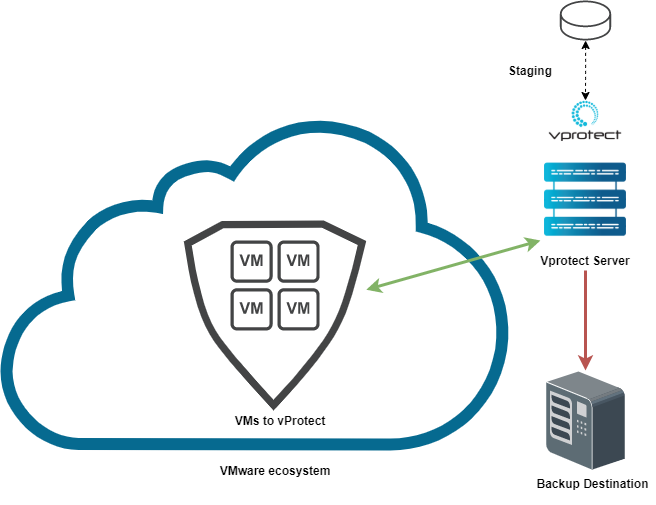 Staging
vprotect
VM VM
VM VM
Vprotect Server
VMs to vProtect
VMware ecosystem
Backup Destination